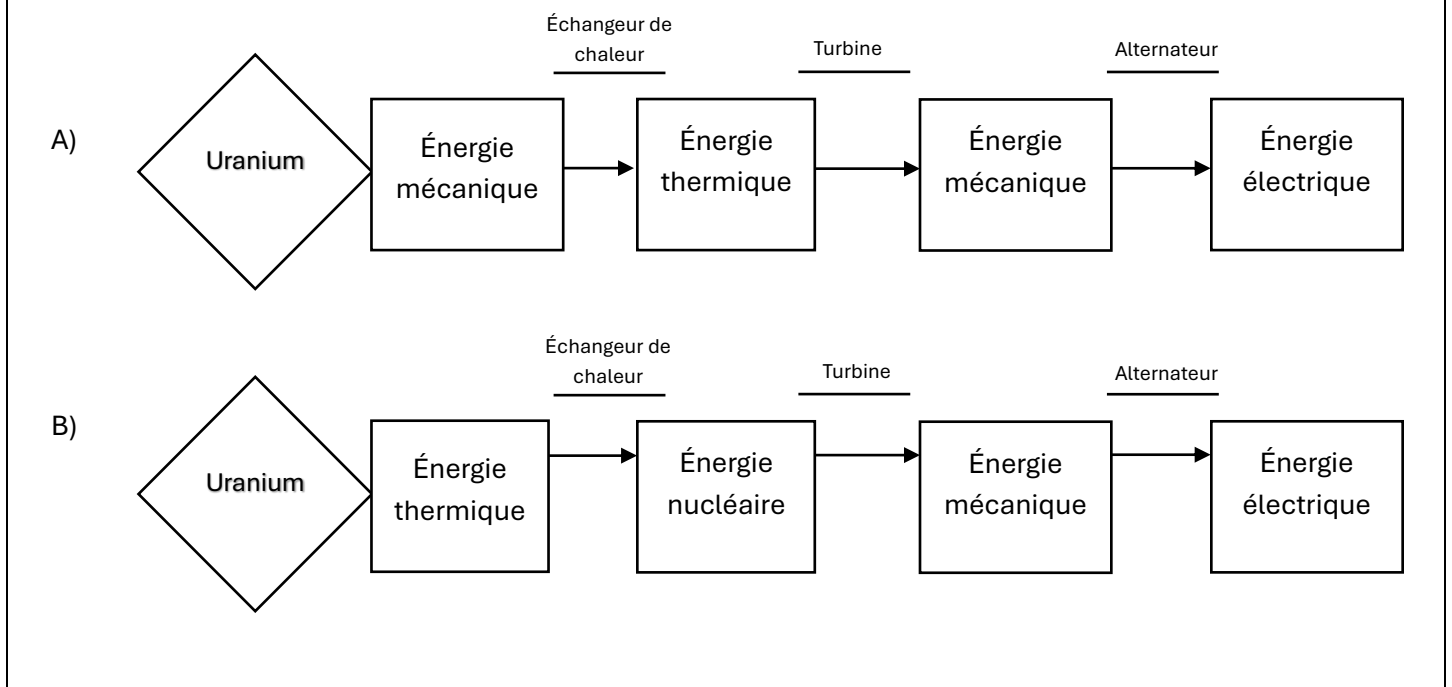 Échangeur de
chaleur
Turbine
Alternateur
A)
Uranium
Énergie
mécanique
Énergie
thermique
Énergie
mécanique
Énergie
électrique
Échangeur de
chaleur
Turbine
Alternateur
B)
Uranium
Énergie
thermique
Énergie
nucléaire
Énergie
mécanique
Énergie
électrique